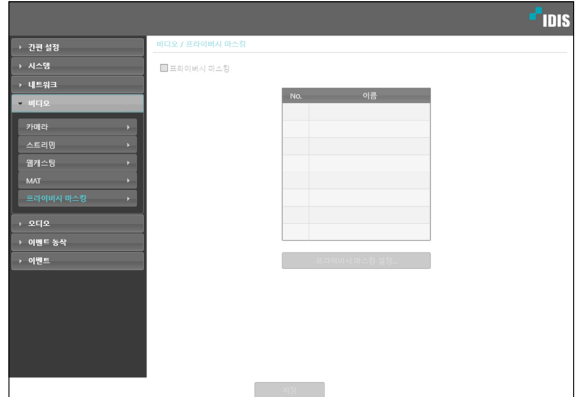 IDIS
간편 설정
비디오 / 프라이버시 마스킹
시스템
프라이버시 마스킹
네트워크
비디오
No. 이름
카메라
스트리밍
웹캐스팅
MAT
프라이버시 마스킹
오디오
이벤트 동작
이벤트
프라이버시 마스킹 설정...